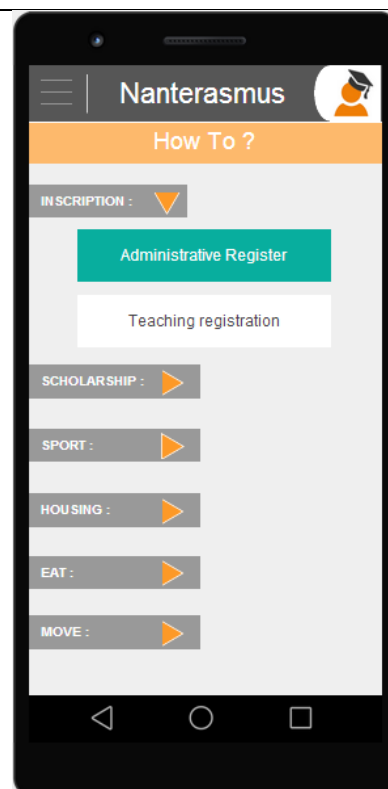 Nanterasmus
How To ?
INSCRIPTION :
Administrative Register
Teaching registration
SCHOLARSHIP :
SPORT :
HOUSING :
EAT :
MOVE :